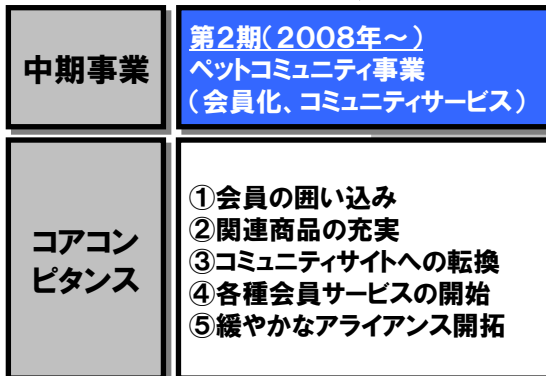 中期事業
第2期(2008年~)
ペットコミュニティ事業
(会員化、コミュニティサービス)
コアコン
ピタンス
①会員の囲い込み
②関連商品の充実
③コミュニティサイトへの転換
④各種会員サービスの開始
⑤緩やかなアライアンス開拓